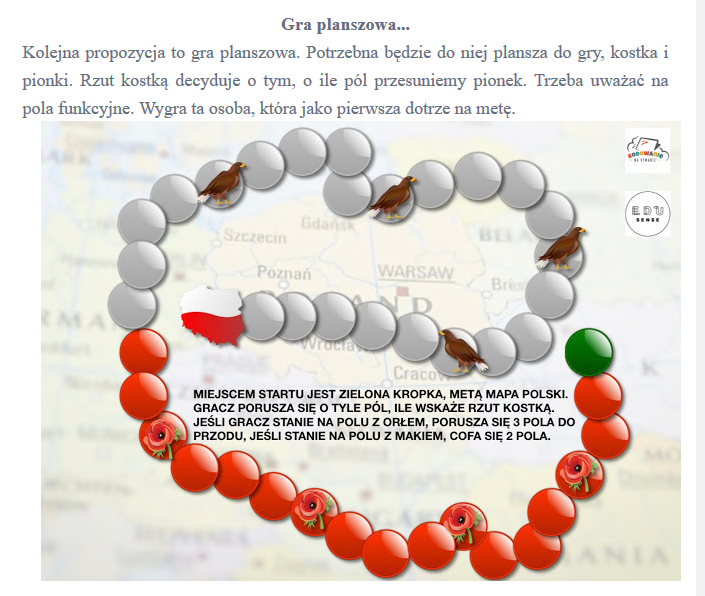 Gra planszowa...
Kolejna propozycja to gra planszowa. Potrzebna będzie do niej plansza do gry, kostka i
pionki. Rzut kostką decyduje o tym, o ile pól przesuniemy pionek. Trzeba uważać na
pola funkcyjne. Wygra ta osoba, która jako pierwsza dotrze na metę.
KODOWANIE
NA DYWANIE
EDU
SENSE
Gdańsk
Szczecin
Poznań
WARSAW
Wrocław
Cracow
MIEJSCEM STARTU JEST ZIELONA KROPKA, METĄ MAPA POLSKI.
GRACZ PORUSZA SIĘ O TYLE PÓL, ILE WSKAŻE RZUT KOSTKĄ.
JEŚLI GRACZ STANIE NA POLU Z ORŁEM, PORUSZA SIĘ 3 POLA DO
PRZODU, JEŚLI STANIE NA POLU Z MAKIEM, COFA SIĘ 2 POLA.